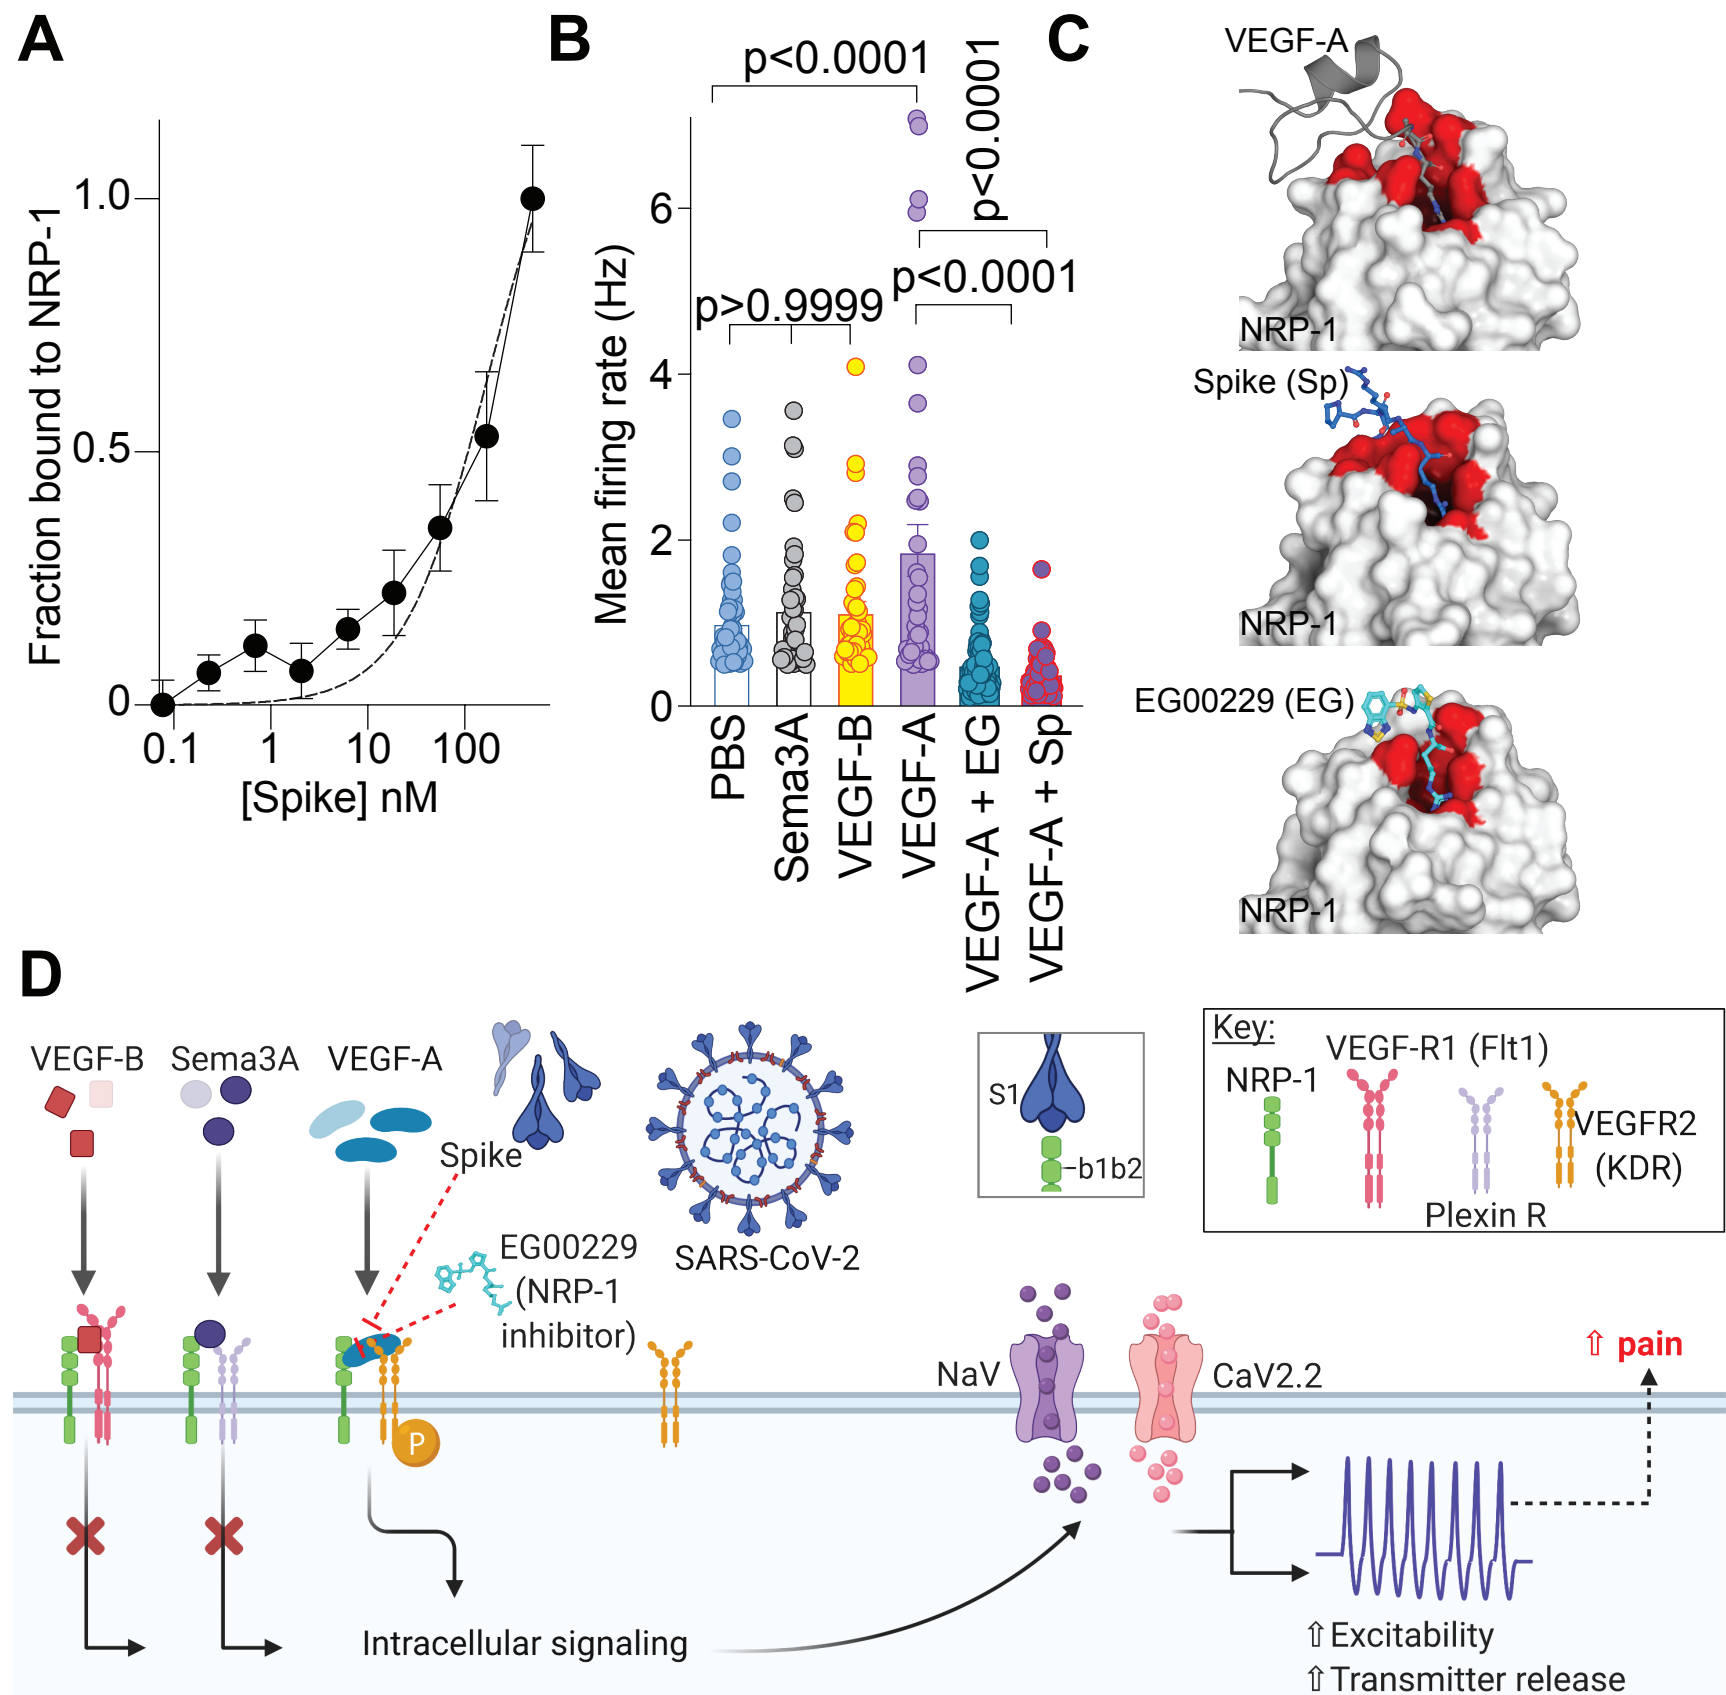 A
Fraction bound to NRP-1
1.0
0.5
0
0.1
1
10
100
[Spike] nM
B
Mean firing rate (Hz)
6
4
2
0
p<0.0001
p<0.0001
p<0.0001
p>0.9999
PBS
Sema3A
VEGF-B
VEGF-A
VEGF-A + EG
VEGF-A + Sp
C
VEGF-A
NRP-1
Spike (Sp)
NRP-1
EG00229 (EG)
NRP-1
D
VEGF-B
Sema3A
VEGF-A
Spike
EG00229
(NRP-1
inhibitor)
SARS-CoV-2
S1
b1b2
Key:
NRP-1
VEGF-R1 (Flt1)
Plexin R
VEGFR2
(KDR)
P
NaV
CaV2.2
⇧ pain
Intracellular signaling
⇧Excitability
⇧Transmitter release